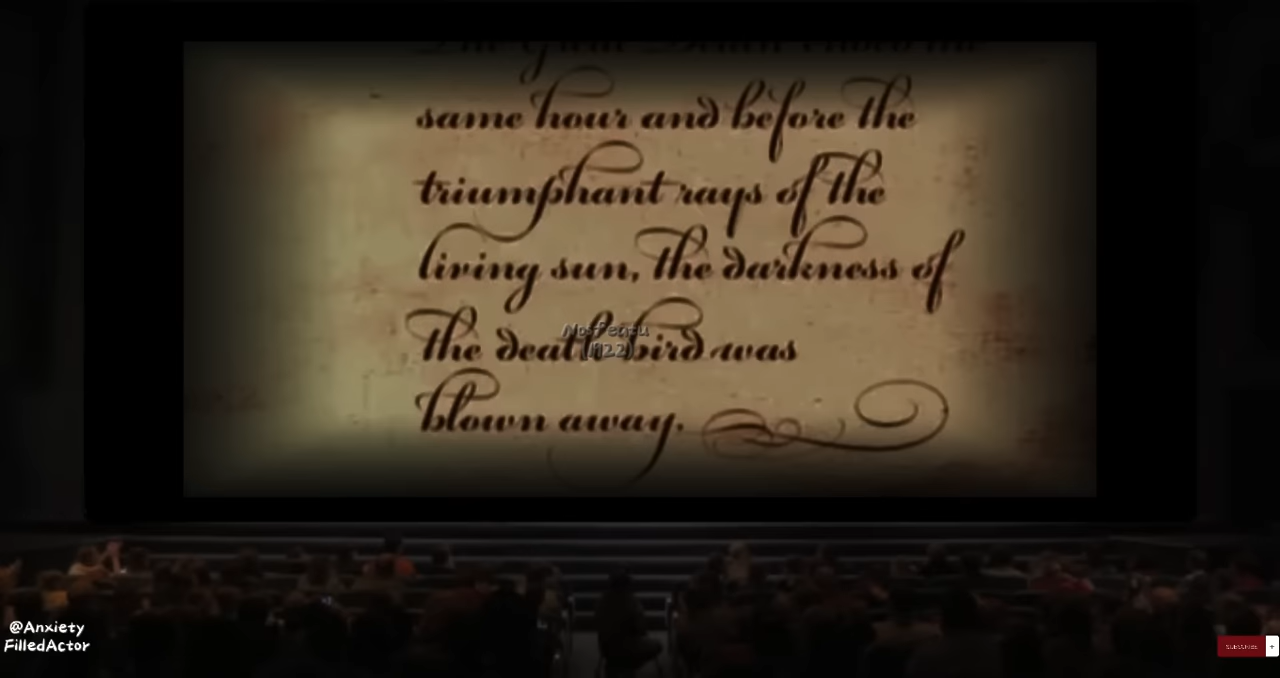 same hour and before the
triumphant rays of the
living sun, the darkness of
the death bird was
blown away.
Nosferatu
(1922)
@Anxiety
FilledActor
SUBSCRIBE